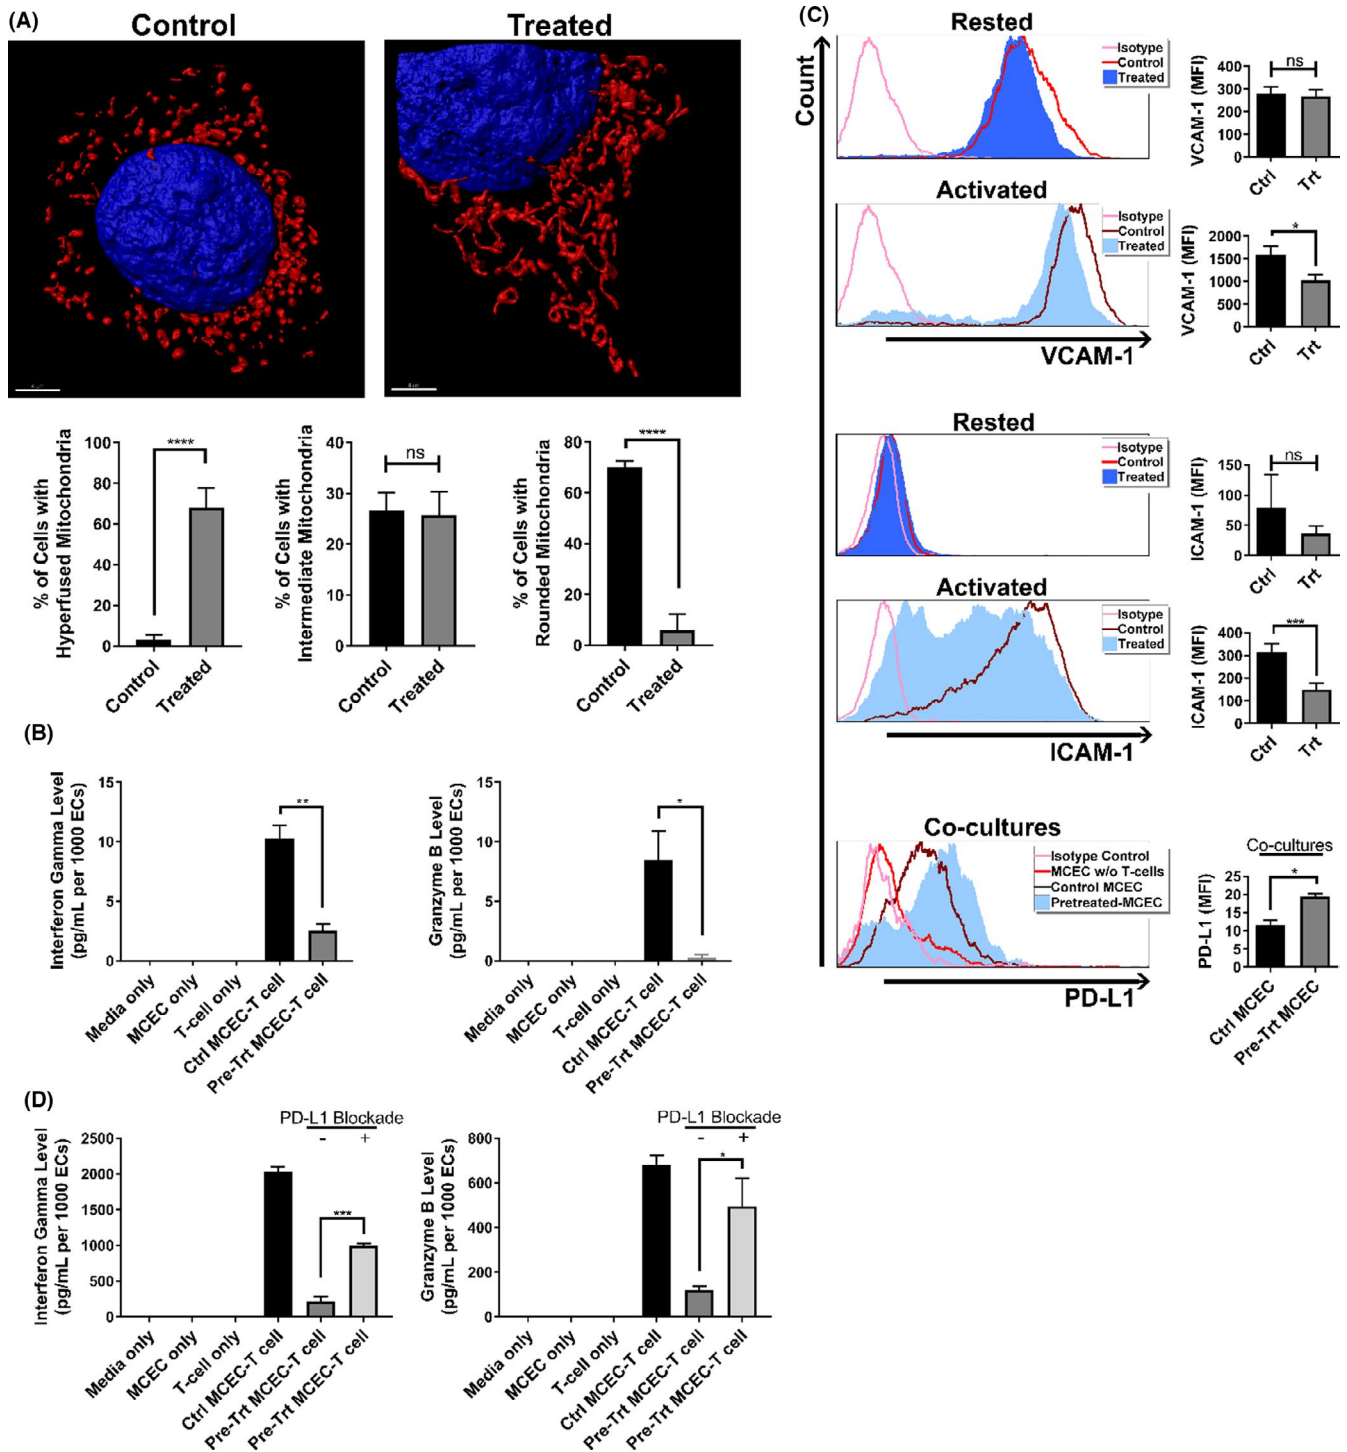 (A)
Control
Treated
% of Cells with
Hyperfused Mitochondria
100
80
60
40
20
0
****
Control
Treated
% of Cells with
Intermediate Mitochondria
40
30
20
10
0
ns
Control
Treated
% of Cells with
Rounded Mitochondria
80
60
40
20
0
****
Control
Treated
(B)
Interferon Gamma Level
(pg/mL per 1000 ECs)
15
10
5
0
**
Media only
MCEC only
T-cell only
Ctrl MCEC-T cell
Pre-Trt MCEC-T cell
Granzyme B Level
(pg/mL per 1000 ECs)
15
10
5
0
*
Media only
MCEC only
T-cell only
Ctrl MCEC-T cell
Pre-Trt MCEC-T cell
(C)
Count
Rested
Isotype
Control
Treated
VCAM-1 (MFI)
400
300
200
100
0
ns
Ctrl
Trt
Activated
Isotype
Control
Treated
VCAM-1
VCAM-1 (MFI)
2000
1500
1000
500
0
*
Ctrl
Trt
Rested
Isotype
Control
Treated
ICAM-1 (MFI)
150
100
50
0
ns
Ctrl
Trt
Activated
Isotype
Control
Treated
ICAM-1
ICAM-1 (MFI)
400
300
200
100
0
***
Ctrl
Trt
Co-cultures
Isotype Control
MCEC w/o T-cells
Control MCEC
Pretreated-MCEC
PD-L1
Co-cultures
PD-L1 (MFI)
25
20
15
10
5
0
*
Ctrl MCEC
Pre-Trt MCEC
(D)
PD-L1 Blockade
- +
Interferon Gamma Level
(pg/mL per 1000 ECs)
2500
2000
1500
1000
500
0
***
Media only
MCEC only
T-cell only
Ctrl MCEC-T cell
Pre-Trt MCEC-T cell
Pre-Trt MCEC-T cell
PD-L1 Blockade
- +
Granzyme B Level
(pg/mL per 1000 ECs)
800
600
400
200
0
*
Media only
MCEC only
T-cell only
Ctrl MCEC-T cell
Pre-Trt MCEC-T cell
Pre-Trt MCEC-T cell